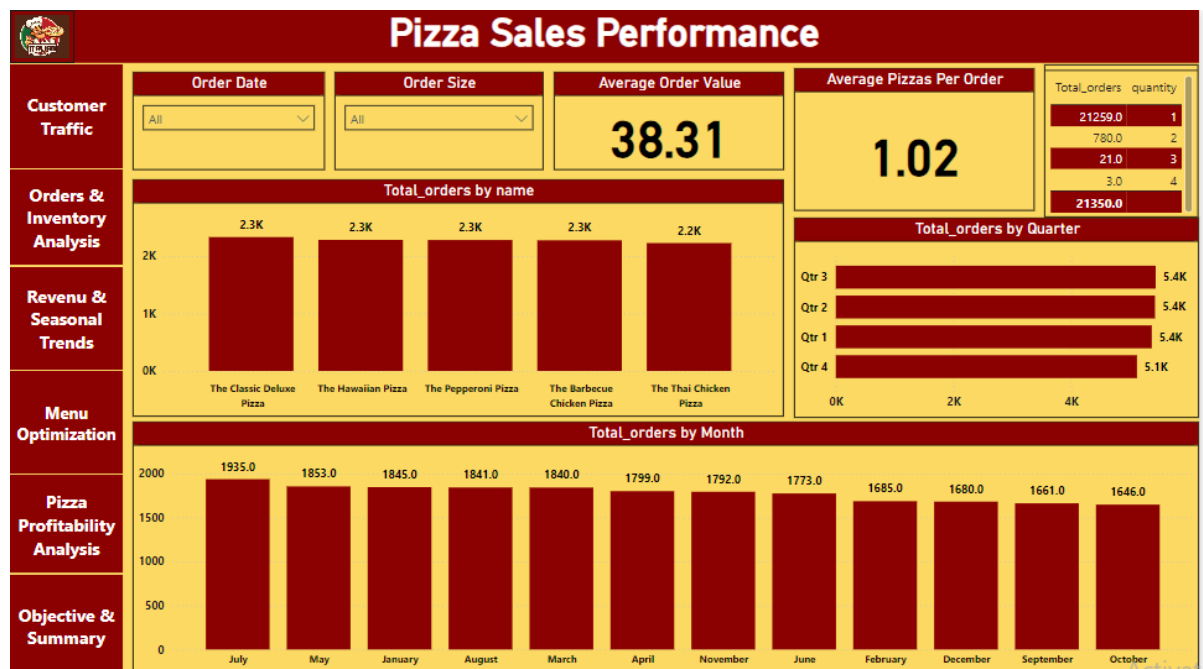 Pizza Sales Performance
Customer
Traffic
Orders &
Inventory
Analysis
Revenu &
Seasonal
Trends
Menu
Optimization
Pizza
Profitability
Analysis
Objective &
Summary
Order Date
All
Order Size
All
Average Order Value
38.31
Average Pizzas Per Order
1.02
Total_orders quantity
21259.0 1
780.0 2
21.0 3
3.0 4
21350.0
Total_orders by name
2.3K 2.3K 2.3K 2.3K 2.2K
2K
1K
0K
The Classic Deluxe
Pizza
The Hawaiian Pizza
The Pepperoni Pizza
The Barbecue
Chicken Pizza
The Thai Chicken
Pizza
Total_orders by Quarter
Qtr 3 5.4K
Qtr 2 5.4K
Qtr 1 5.4K
Qtr 4 5.1K
0K 2K 4K
Total_orders by Month
1935.0 1853.0 1845.0 1841.0 1840.0 1799.0 1792.0 1773.0 1685.0 1680.0 1661.0 1646.0
2000
1500
1000
500
0
July May January August March April November June February December September October